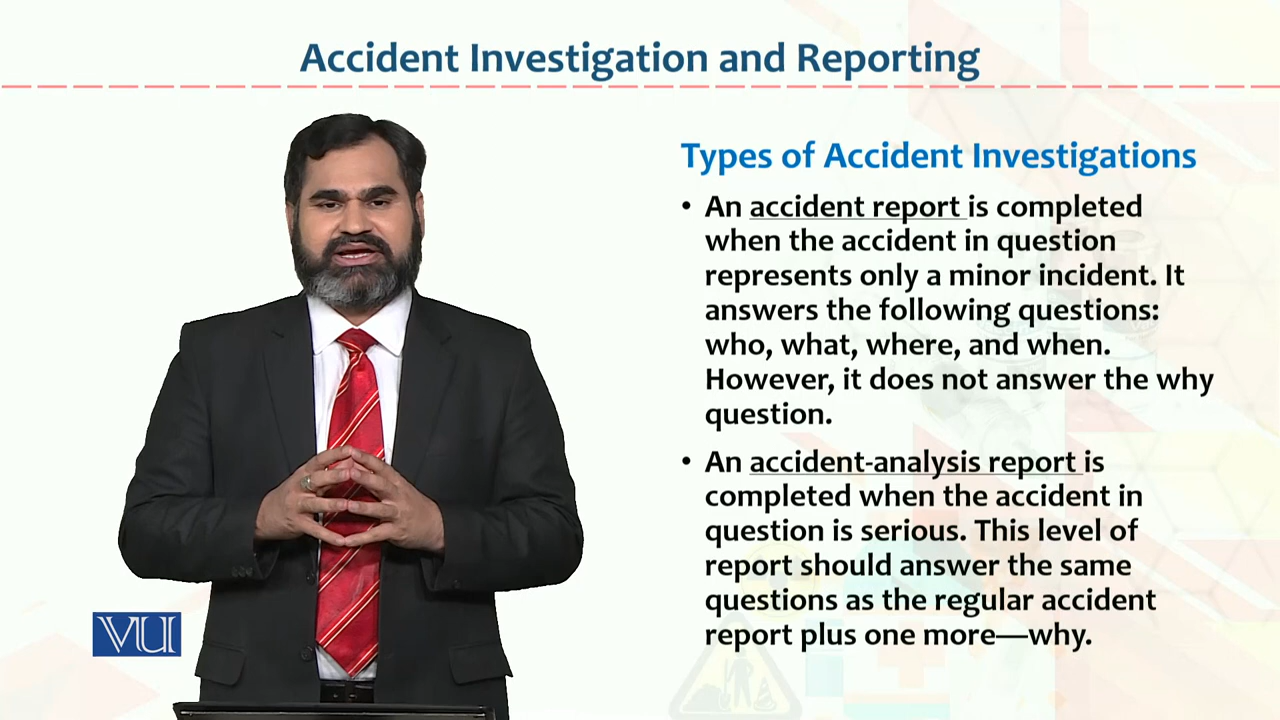 Accident Investigation and Reporting
Types of Accident Investigations
• An accident report is completed
when the accident in question
represents only a minor incident. It
answers the following questions:
who, what, where, and when.
However, it does not answer the why
question.
• An accident-analysis report is
completed when the accident in
question is serious. This level of
report should answer the same
questions as the regular accident
report plus one more—why.
VU